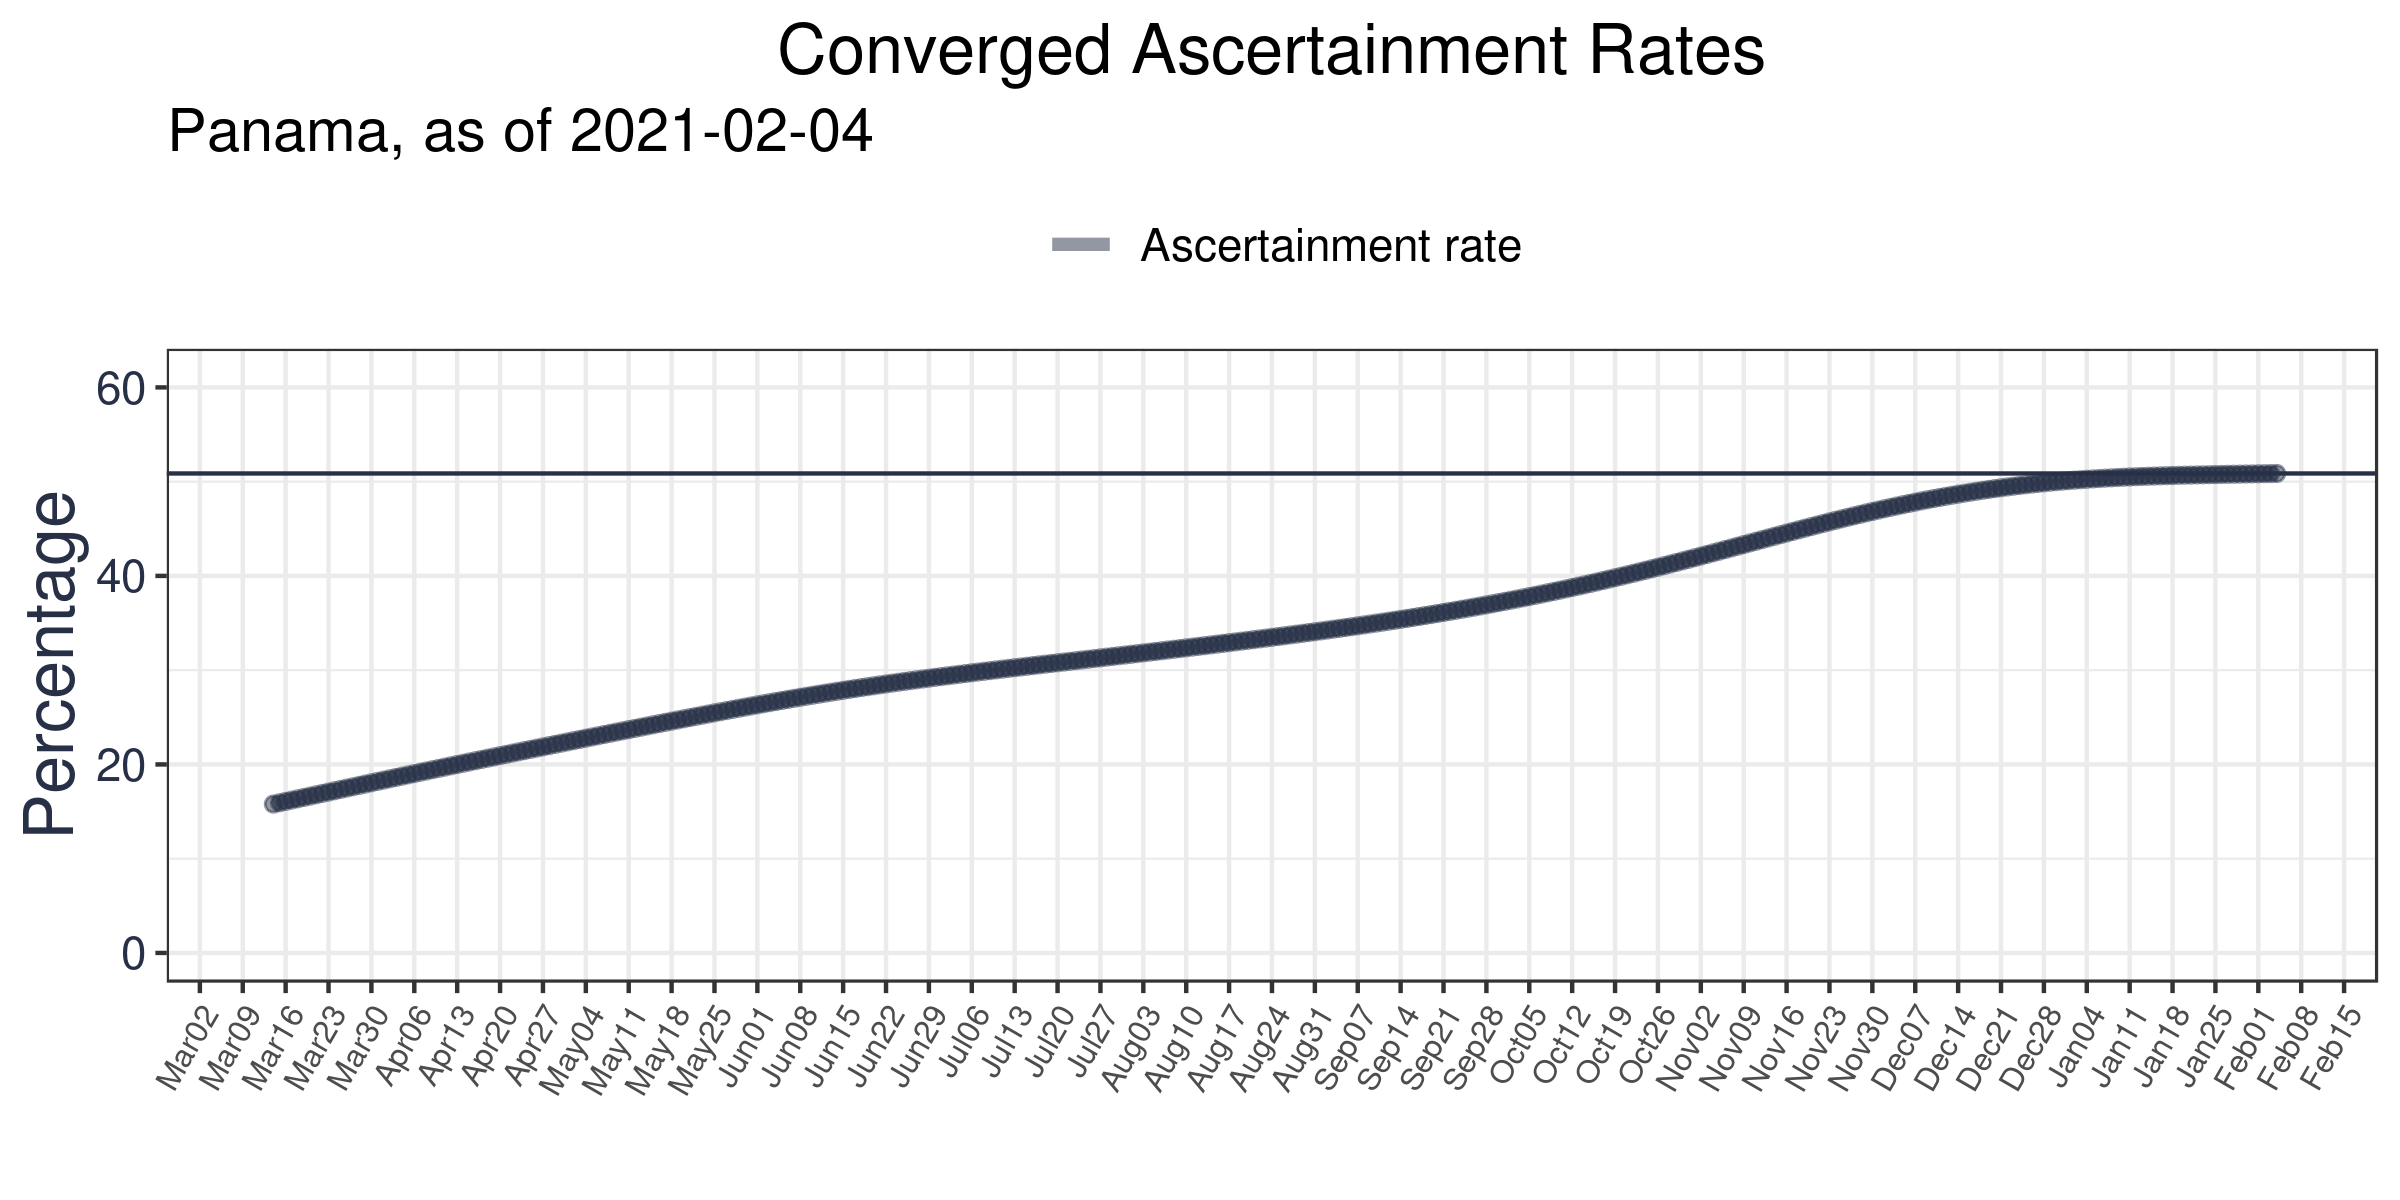 Converged Ascertainment Rates
Panama, as of 2021-02-04
Ascertainment rate
Percentage
60
40
20
0
Mar02 Mar09 Mar16 Mar23 Mar30 Apr06 Apr13 Apr20 Apr27 May04 May11 May18 May25 Jun01 Jun08 Jun15 Jun22 Jun29 Jul06 Jul13 Jul20 Jul27 Aug03 Aug10 Aug17 Aug24 Aug31 Sep07 Sep14 Sep21 Sep28 Oct05 Oct12 Oct19 Oct26 Nov02 Nov09 Nov16 Nov23 Nov30 Dec07 Dec14 Dec21 Dec28 Jan04 Jan11 Jan18 Jan25 Feb01 Feb08 Feb15